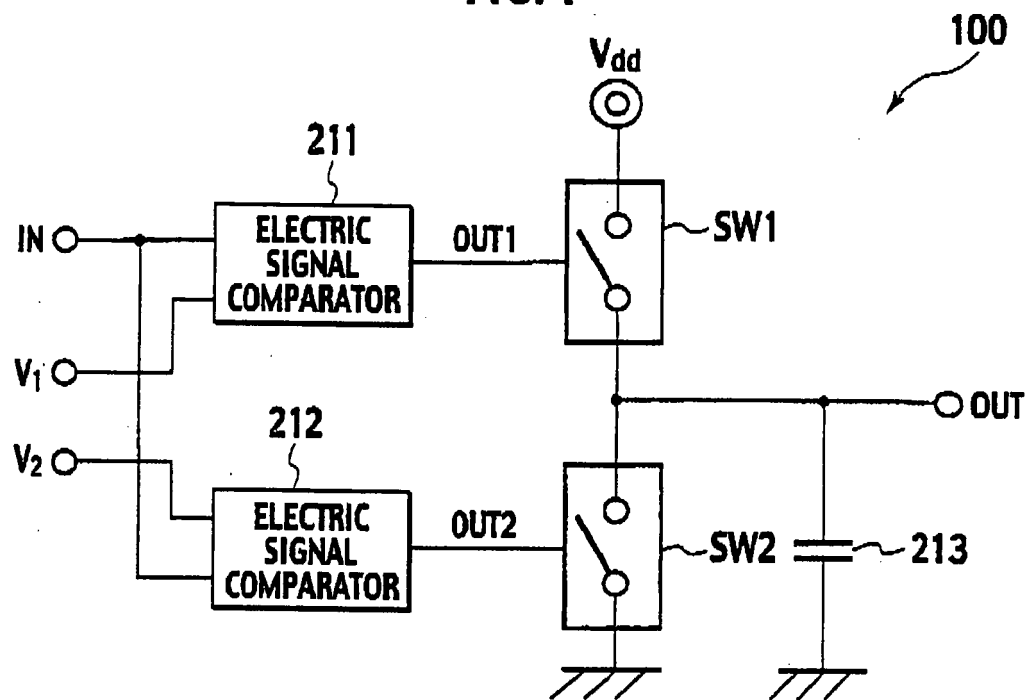 100
Vdd
211
IN
ELECTRIC
SIGNAL
COMPARATOR
OUT1
SW1
V1
OUT
V2
212
ELECTRIC
SIGNAL
COMPARATOR
OUT2
SW2
213